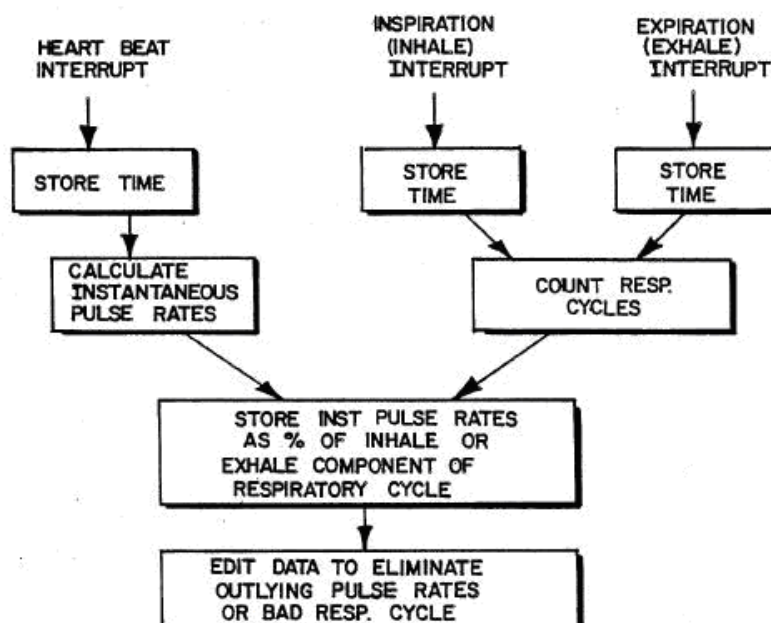 HEART BEAT
INTERRUPT
INSPIRATION
(INHALE)
INTERRUPT
EXPIRATION
(EXHALE)
INTERRUPT
STORE TIME
STORE
TIME
STORE
TIME
CALCULATE
INSTANTANEOUS
PULSE RATES
COUNT RESP.
CYCLES
STORE INST PULSE RATES
AS % OF INHALE OR
EXHALE COMPONENT OF
RESPIRATORY CYCLE
EDIT DATA TO ELIMINATE
OUTLYING PULSE RATES
OR BAD RESP. CYCLE